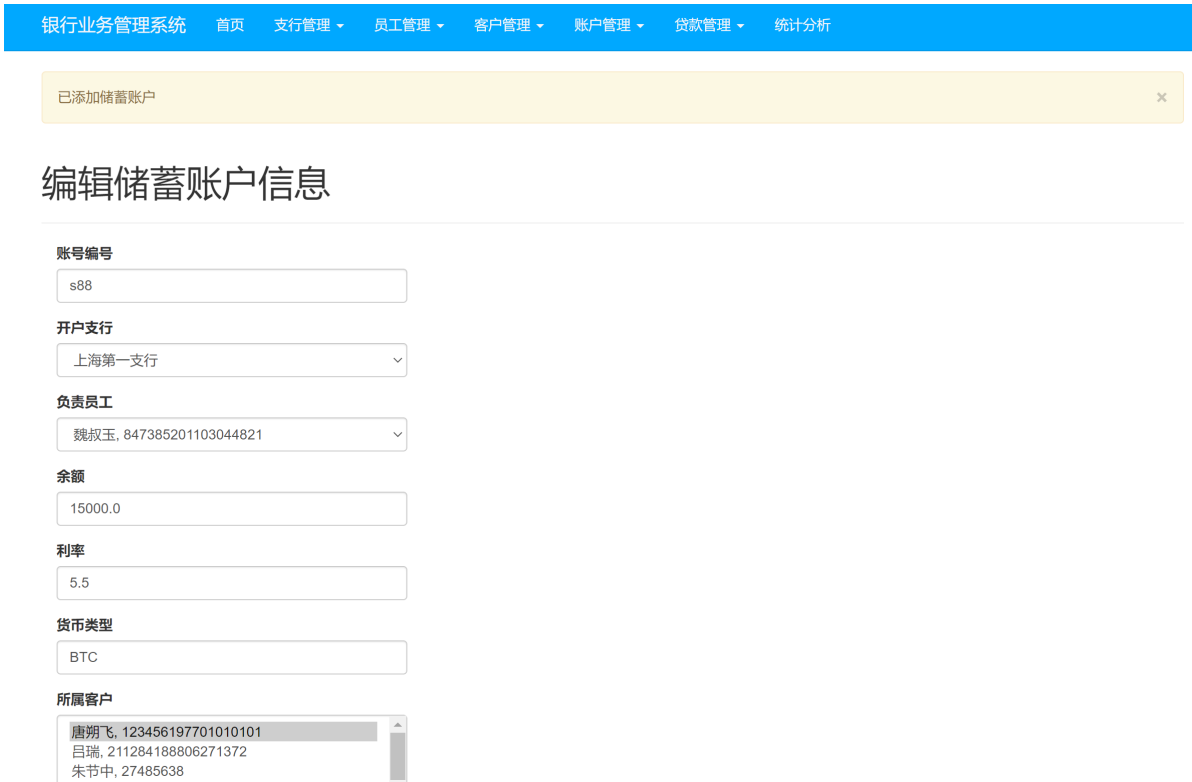 银行业务管理系统 首页 支行管理 员工管理 客户管理 账户管理 贷款管理 统计分析
已添加储蓄账户 ×
编辑储蓄账户信息
账号编号
s88
开户支行
上海第一支行
负责员工
魏叔玉, 847385201103044821
余额
15000.0
利率
5.5
货币类型
BTC
所属客户
唐朔飞, 123456197701010101
吕瑞, 211284188806271372
朱节中, 27485638